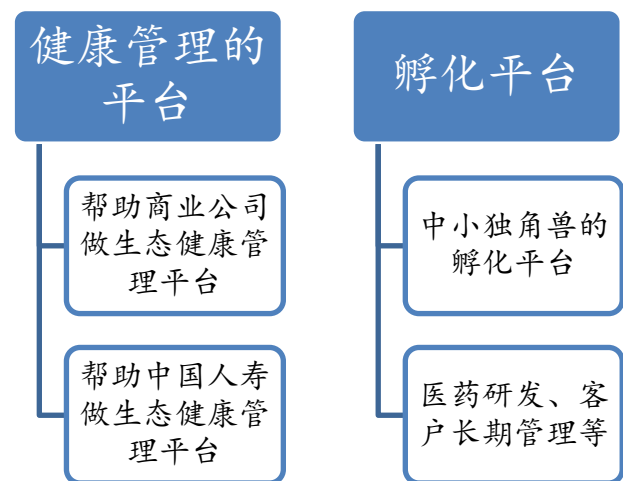 健康管理的
平台
帮助商业公司
做生态健康管
理平台
帮助中国人寿
做生态健康管
理平台
孵化平台
中小独角兽的
孵化平台
医药研发、客
户长期管理等